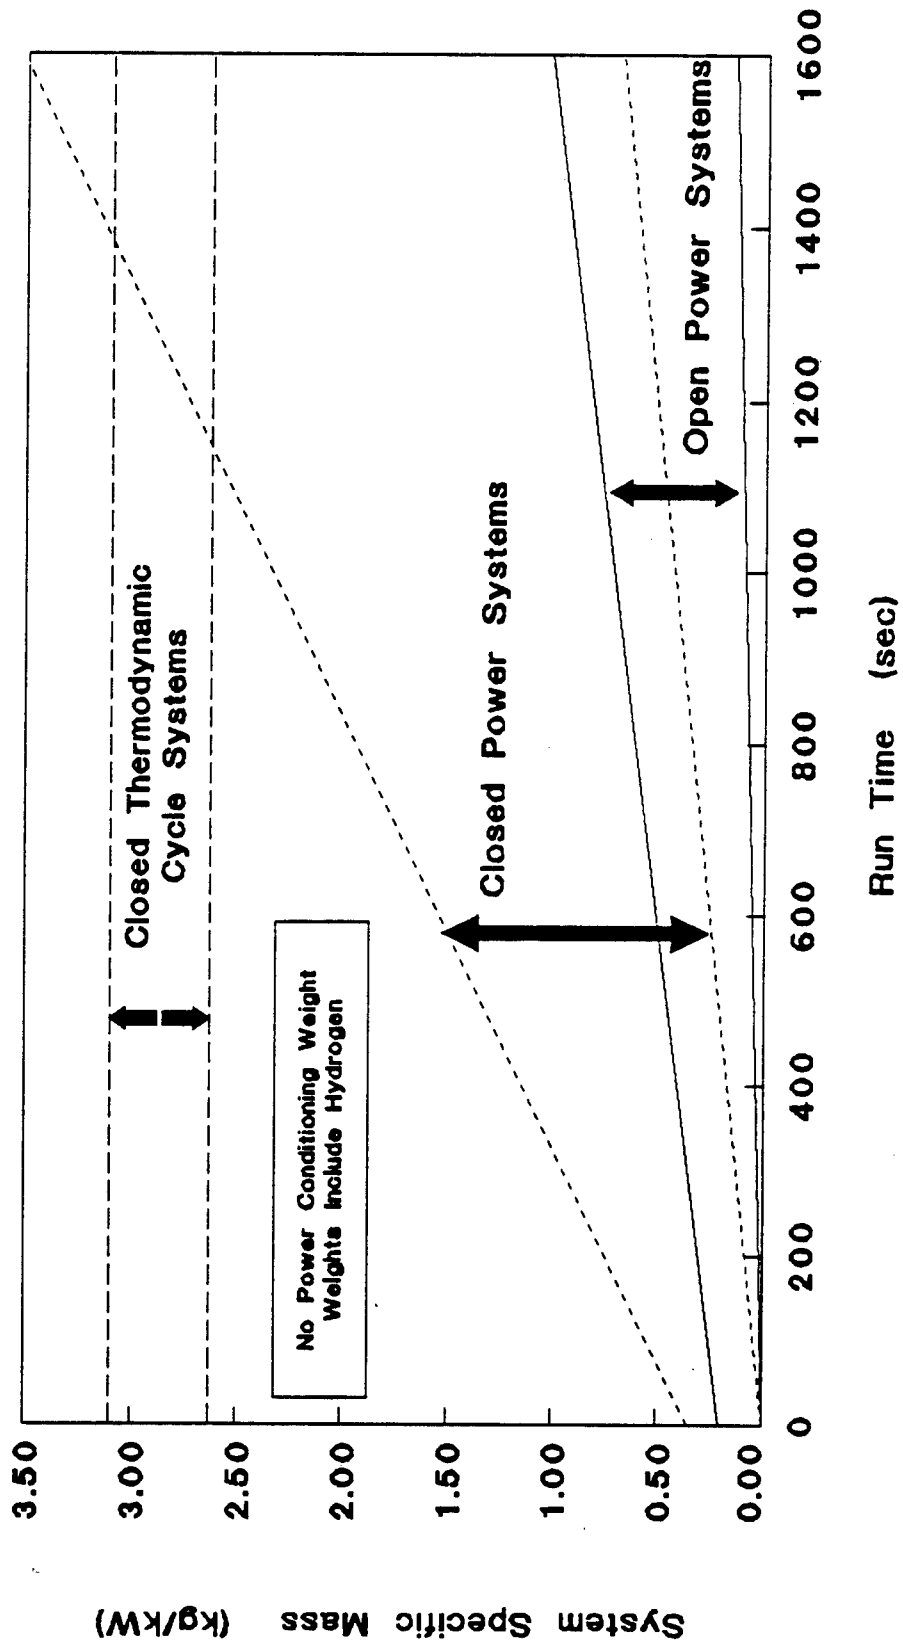 System Specific Mass (kg/kW)
3.50
3.00
2.50
2.00
1.50
1.00
0.50
0.00
Closed Thermodynamic
Cycle Systems
No Power Conditioning Weight
Weights Include Hydrogen
Closed Power Systems
Open Power Systems
0
200
400
600
800
1000
1200
1400
1600
Run Time (sec)